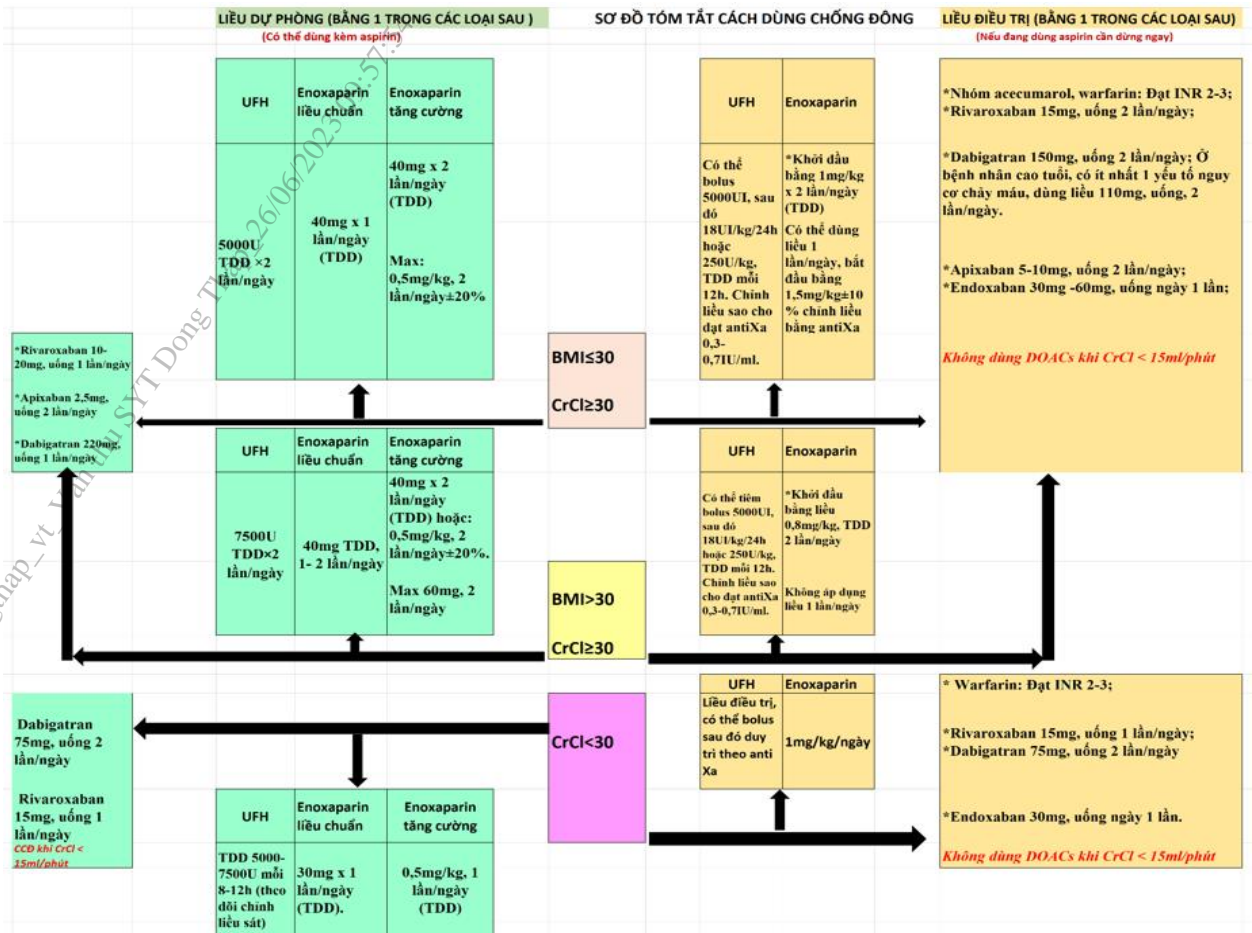 LIỀU DỰ PHÒNG (BẰNG 1 TRONG CÁC LOẠI SAU )
(Có thể dùng kèm aspirin)
SƠ ĐỒ TÓM TẮT CÁCH DÙNG CHỐNG ĐÔNG
LIỀU ĐIỀU TRỊ (BẰNG 1 TRONG CÁC LOẠI SAU)
(Nếu đang dùng aspirin cần dừng ngay)
UFH
Enoxaparin
liều chuẩn
Enoxaparin
tăng cường
5000U
TDD ×2
lần/ngày
40mg x 1
lần/ngày
(TDD)
40mg x 2
lần/ngày
(TDD)
Max:
0,5mg/kg, 2
lần/ngày±20%
UFH
Enoxaparin
Có thể
bolus
5000UI, sau
đó
18UI/kg/24h
hoặc
250U/kg,
TDD mỗi
12h. Chỉnh
liều sao cho
đạt antiXa
0,3-
0,7IU/ml.
*Khởi đầu
bằng 1mg/kg
x 2 lần/ngày
(TDD)
Có thể dùng
liều 1
lần/ngày, bắt
đầu bằng
1,5mg/kg±10
% chỉnh liều
bằng antiXa
*Nhóm acecumarol, warfarin: Đạt INR 2-3;
*Rivaroxaban 15mg, uống 2 lần/ngày;
*Dabigatran 150mg, uống 2 lần/ngày; Ở
bệnh nhân cao tuổi, có ít nhất 1 yếu tố nguy
cơ chảy máu, dùng liều 110mg, uống, 2
lần/ngày.
*Apixaban 5-10mg, uống 2 lần/ngày;
*Endoxaban 30mg -60mg, uống ngày 1 lần;
Không dùng DOACs khi CrCl < 15ml/phút
*Rivaroxaban 10-
20mg, uống 1 lần/ngày
*Apixaban 2,5mg,
uống 2 lần/ngày
*Dabigatran 220mg,
uống 1 lần/ngày
BMI≤30
CrCl≥30
UFH
Enoxaparin
liều chuẩn
Enoxaparin
tăng cường
7500U
TDD×2
lần/ngày
40mg TDD,
1- 2 lần/ngày
40mg x 2
lần/ngày
(TDD) hoặc:
0,5mg/kg, 2
lần/ngày±20%.
Max 60mg, 2
lần/ngày
BMI>30
CrCl≥30
UFH
Enoxaparin
Có thể tiêm
bolus 5000UI,
sau đó
18UI/kg/24h
hoặc 250U/kg,
TDD mỗi 12h.
Chỉnh liều sao
cho đạt antiXa
0,3-0,7IU/ml.
*Khởi đầu
bằng liều
0,8mg/kg, TDD
2 lần/ngày
Không áp dụng
liều 1 lần/ngày
Dabigatran
75mg, uống 2
lần/ngày
Rivaroxaban
15mg, uống 1
lần/ngày
CCĐ khi CrCl <
15ml/phút
CrCl<30
UFH
Enoxaparin
Liều điều trị,
có thể bolus
sau đó duy
trì theo anti
Xa
1mg/kg/ngày
* Warfarin: Đạt INR 2-3;
*Rivaroxaban 15mg, uống 1 lần/ngày;
*Dabigatran 75mg, uống 2 lần/ngày
*Endoxaban 30mg, uống ngày 1 lần.
Không dùng DOACs khi CrCl < 15ml/phút
UFH
Enoxaparin
liều chuẩn
Enoxaparin
tăng cường
TDD 5000-
7500U mỗi
8-12h (theo
dõi chỉnh
liều sát)
30mg x 1
lần/ngày
(TDD).
0,5mg/kg, 1
lần/ngày
(TDD)
SYT Dong Thap_26/06/2023 09:57:5